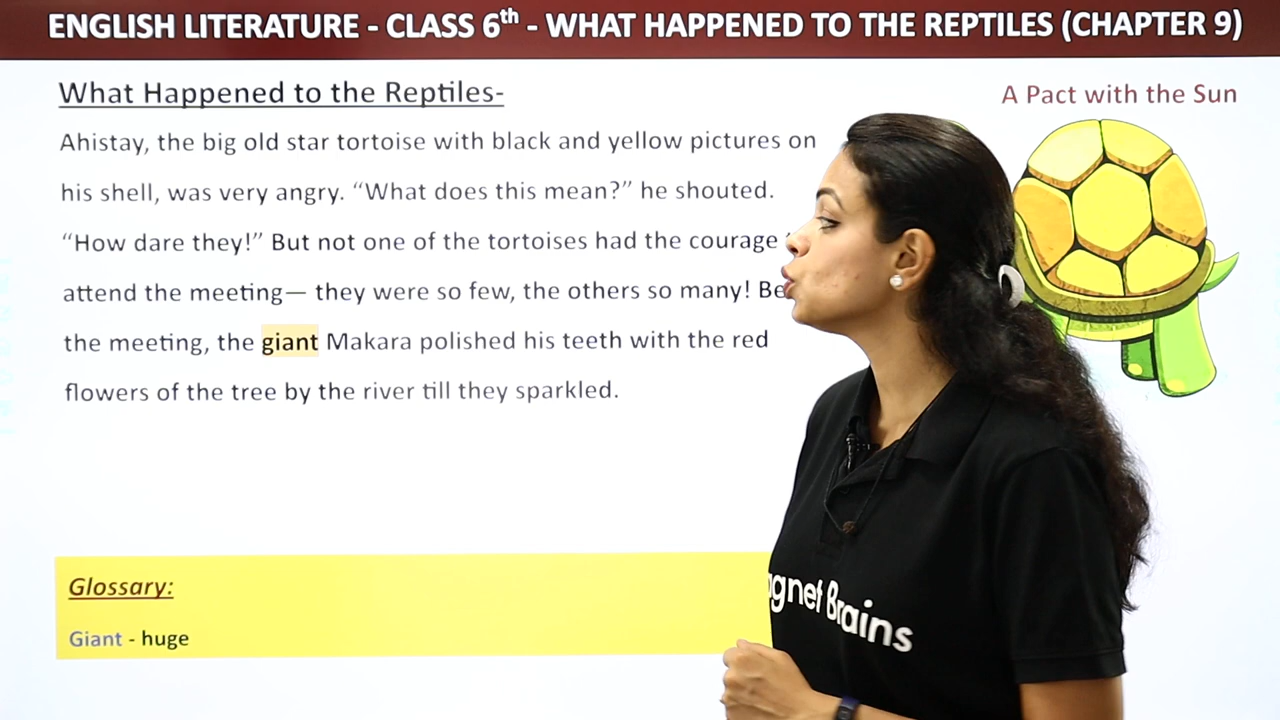 ENGLISH LITERATURE - CLASS 6th - WHAT HAPPENED TO THE REPTILES (CHAPTER 9)
What Happened to the Reptiles-
A Pact with the Sun
Ahistay, the big old star tortoise with black and yellow pictures on
his shell, was very angry. “What does this mean?” he shouted.
“How dare they!” But not one of the tortoises had the courage
attend the meeting— they were so few, the others so many!
the meeting, the giant Makara polished his teeth with the red
flowers of the tree by the river till they sparkled.
Glossary:
Giant - huge
Brains